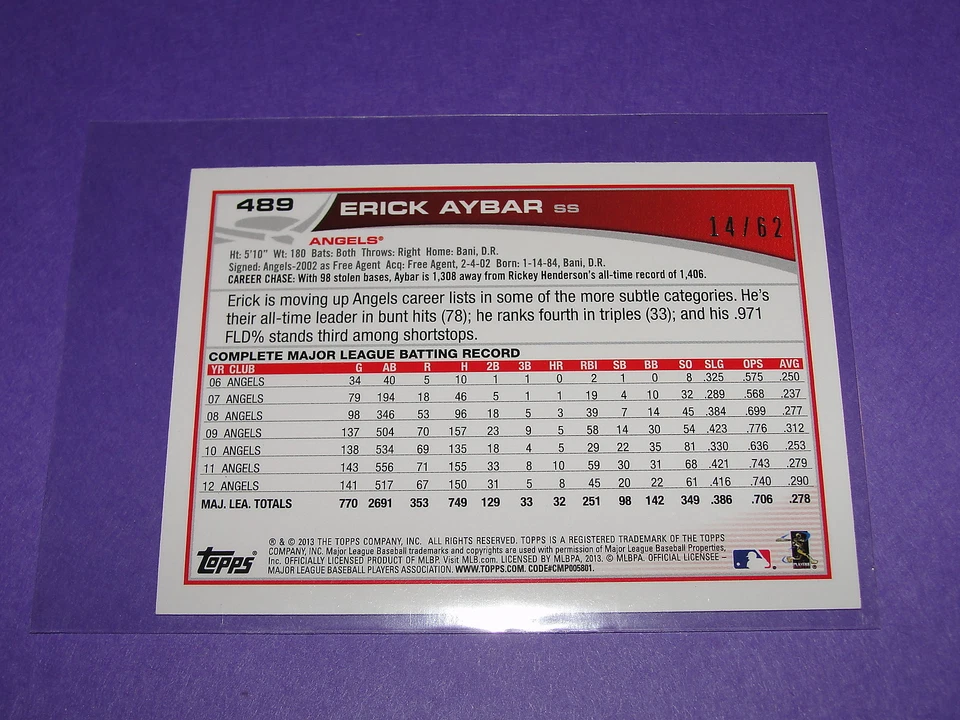 489 ERICK AYBAR SS
14/62
ANGELS®
Ht: 5'10" Wt: 180 Bats: Both Throws: Right Home: Bani, D.R.
Signed: Angels-2002 as Free Agent Acq: Free Agent, 2-4-02 Born: 1-14-84, Bani, D.R.
CAREER CHASE: With 98 stolen bases, Aybar is 1,308 away from Rickey Henderson's all-time record of 1,406.
Erick is moving up Angels career lists in some of the more subtle categories. He's
their all-time leader in bunt hits (78); he ranks fourth in triples (33); and his .971
FLD% stands third among shortstops.
COMPLETE MAJOR LEAGUE BATTING RECORD
YR CLUB G AB R H 2B 3B HR RBI SB BB SO SLG OPS AVG
06 ANGELS 34 40 5 10 1 1 0 2 1 0 8 .325 .575 .250
07 ANGELS 79 194 18 46 5 1 1 19 4 10 32 .289 .568 .237
08 ANGELS 98 346 53 96 18 5 3 39 7 14 45 .384 .699 .277
09 ANGELS 137 504 70 157 23 9 5 58 14 30 54 .423 .776 .312
10 ANGELS 138 534 69 135 18 4 5 29 22 35 81 .330 .636 .253
11 ANGELS 143 556 71 155 33 8 10 59 30 31 68 .421 .743 .279
12 ANGELS 141 517 67 150 31 5 8 45 20 22 61 .416 .740 .290
MAJ. LEA. TOTALS 770 2691 353 749 129 33 32 251 98 142 349 .386 .706 .278
Topps®
® & © 2013 THE TOPPS COMPANY, INC. ALL RIGHTS RESERVED. TOPPS IS A REGISTERED TRADEMARK OF THE TOPPS
COMPANY, INC. Major League Baseball trademarks and copyrights are used with permission of Major League Baseball Properties,
Inc. OFFICIALLY LICENSED PRODUCT OF MLBP. Visit MLB.com. LICENSED BY MLBPA, 2013. © MLBPA. OFFICIAL LICENSEE –
MAJOR LEAGUE BASEBALL PLAYERS ASSOCIATION. WWW.TOPPS.COM. CODE#CMP005801.
PLAYERS